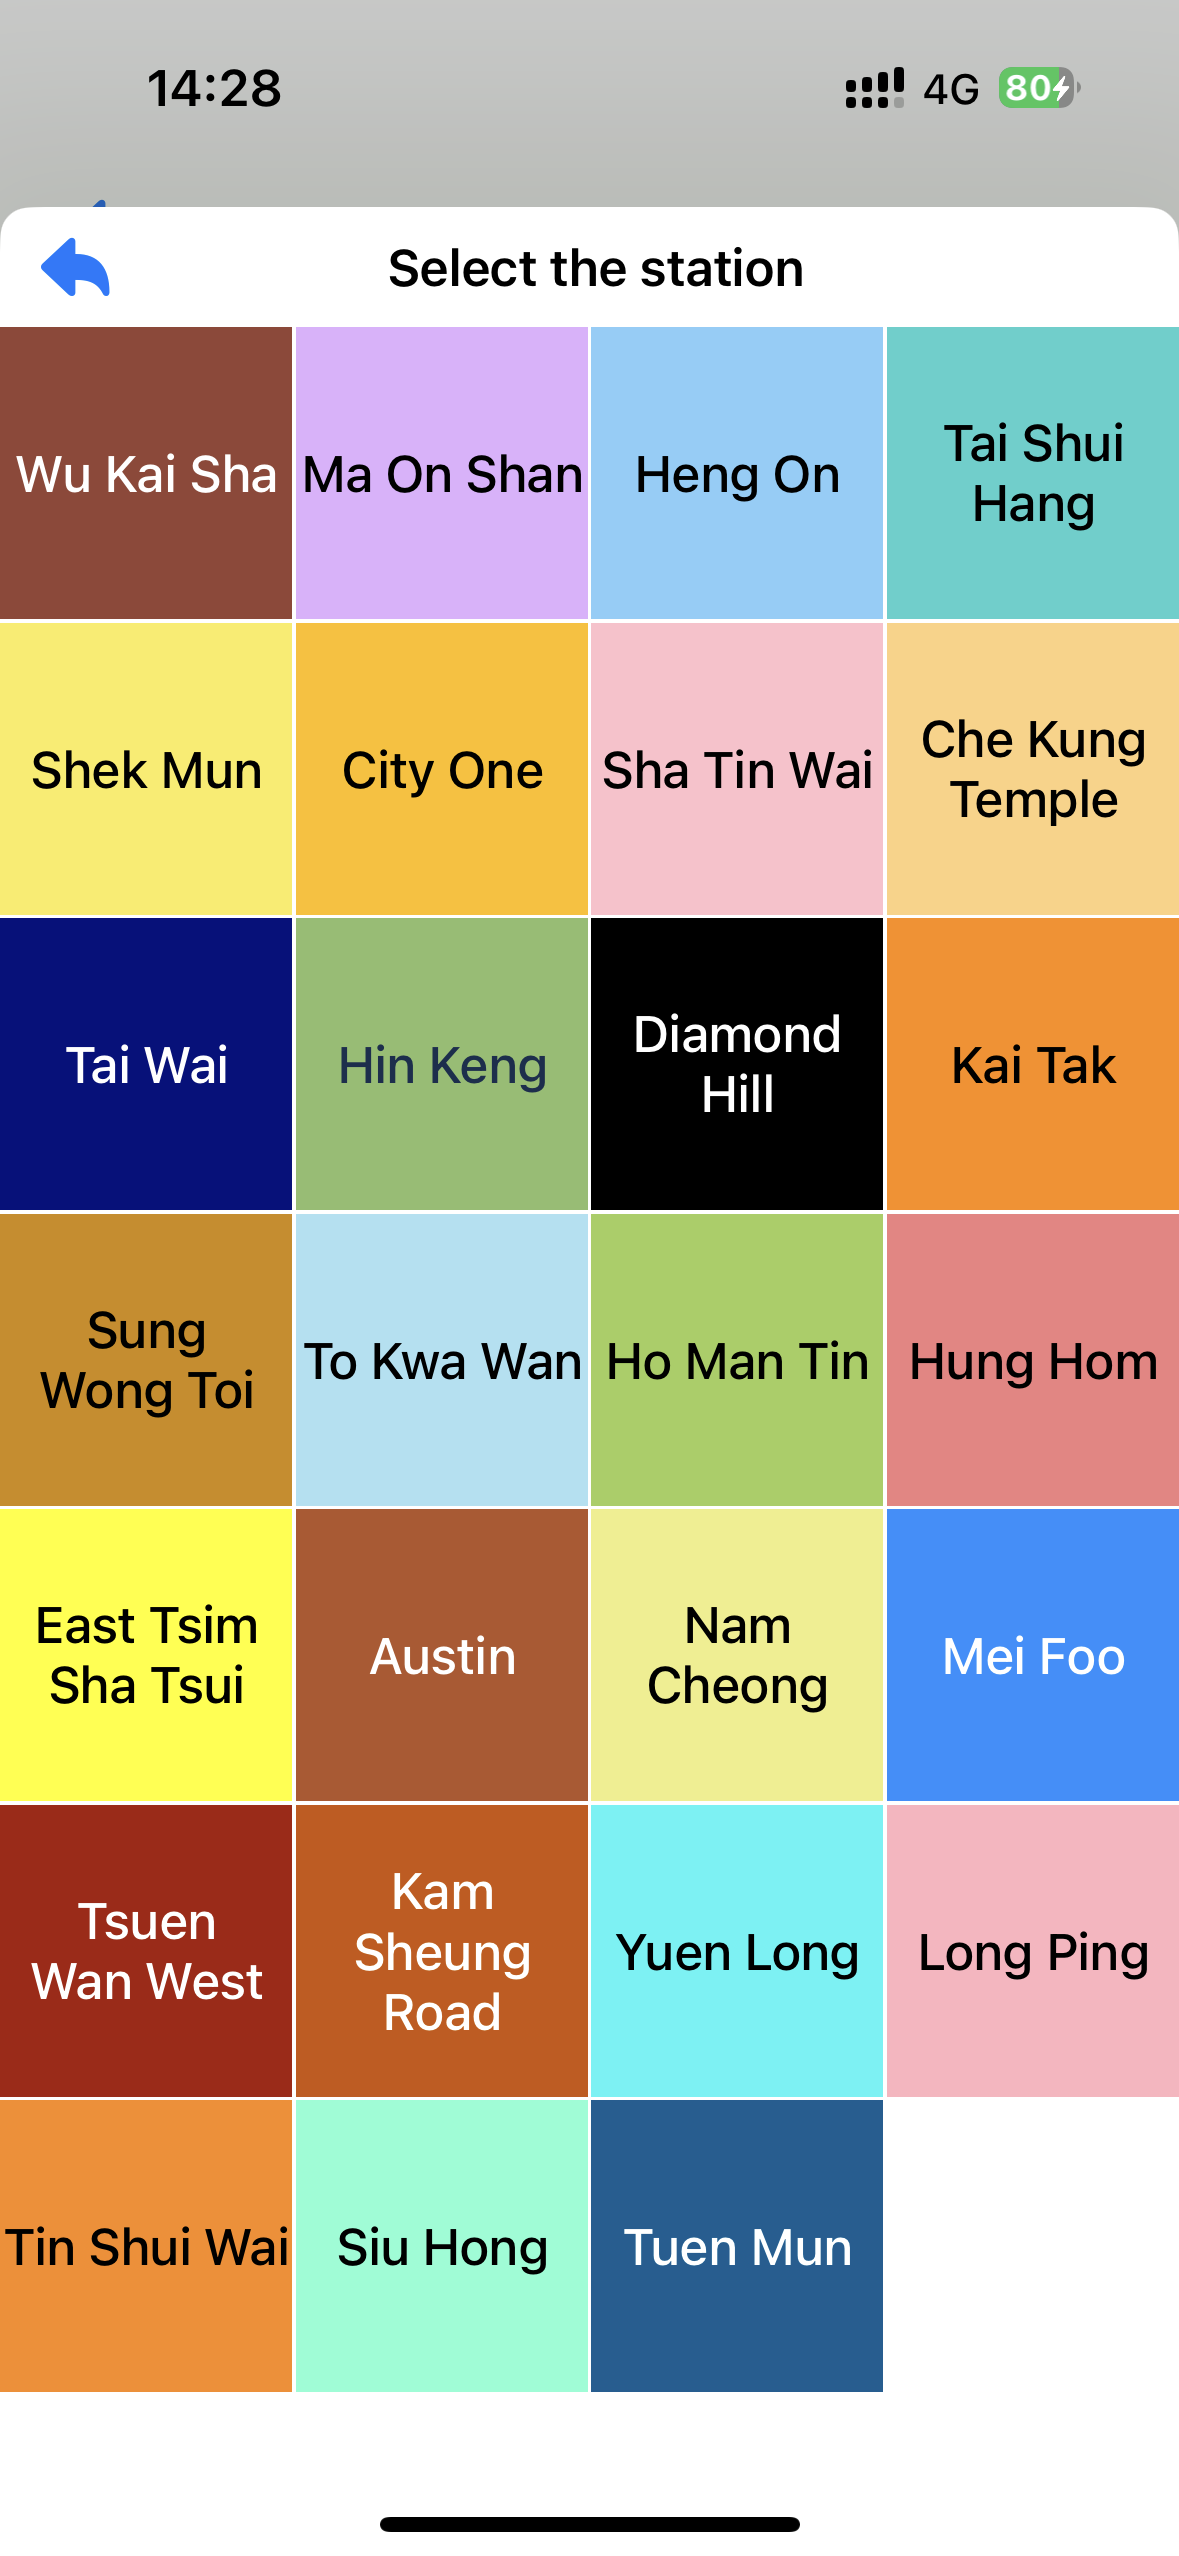 14:28
4G
80
Select the station
Wu Kai Sha
Ma On Shan
Heng On
Tai Shui
Hang
Shek Mun
City One
Sha Tin Wai
Che Kung
Temple
Tai Wai
Hin Keng
Diamond
Hill
Kai Tak
Sung
Wong Toi
To Kwa Wan
Ho Man Tin
Hung Hom
East Tsim
Sha Tsui
Austin
Nam
Cheong
Mei Foo
Tsuen
Wan West
Kam
Sheung
Road
Yuen Long
Long Ping
Tin Shui Wai
Siu Hong
Tuen Mun